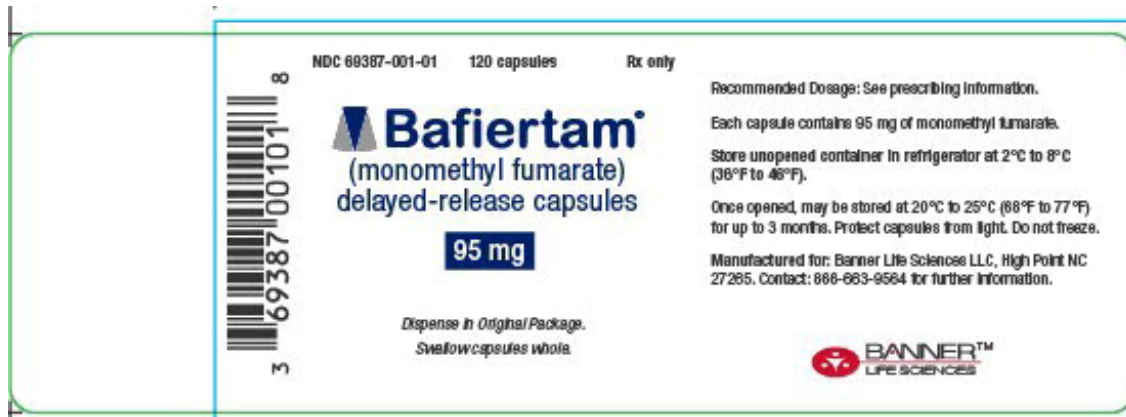 NDC 69387-001-01 120 capsules Rx only
Bafiertam®
(monomethyl fumarate)
delayed-release capsules
95 mg
Dispense in Original Package.
Swallow capsules whole.
3 69387 00101 8
Recommended Dosage: See prescribing information.
Each capsule contains 95 mg of monomethyl fumarate.
Store unopened container in refrigerator at 2°C to 8°C
(36°F to 46°F).
Once opened, may be stored at 20°C to 25°C (68°F to 77°F)
for up to 3 months. Protect capsules from light. Do not freeze.
Manufactured for: Banner Life Sciences LLC, High Point NC
27265. Contact: 866-663-9564 for further information.
BANNER™
LIFE SCIENCES